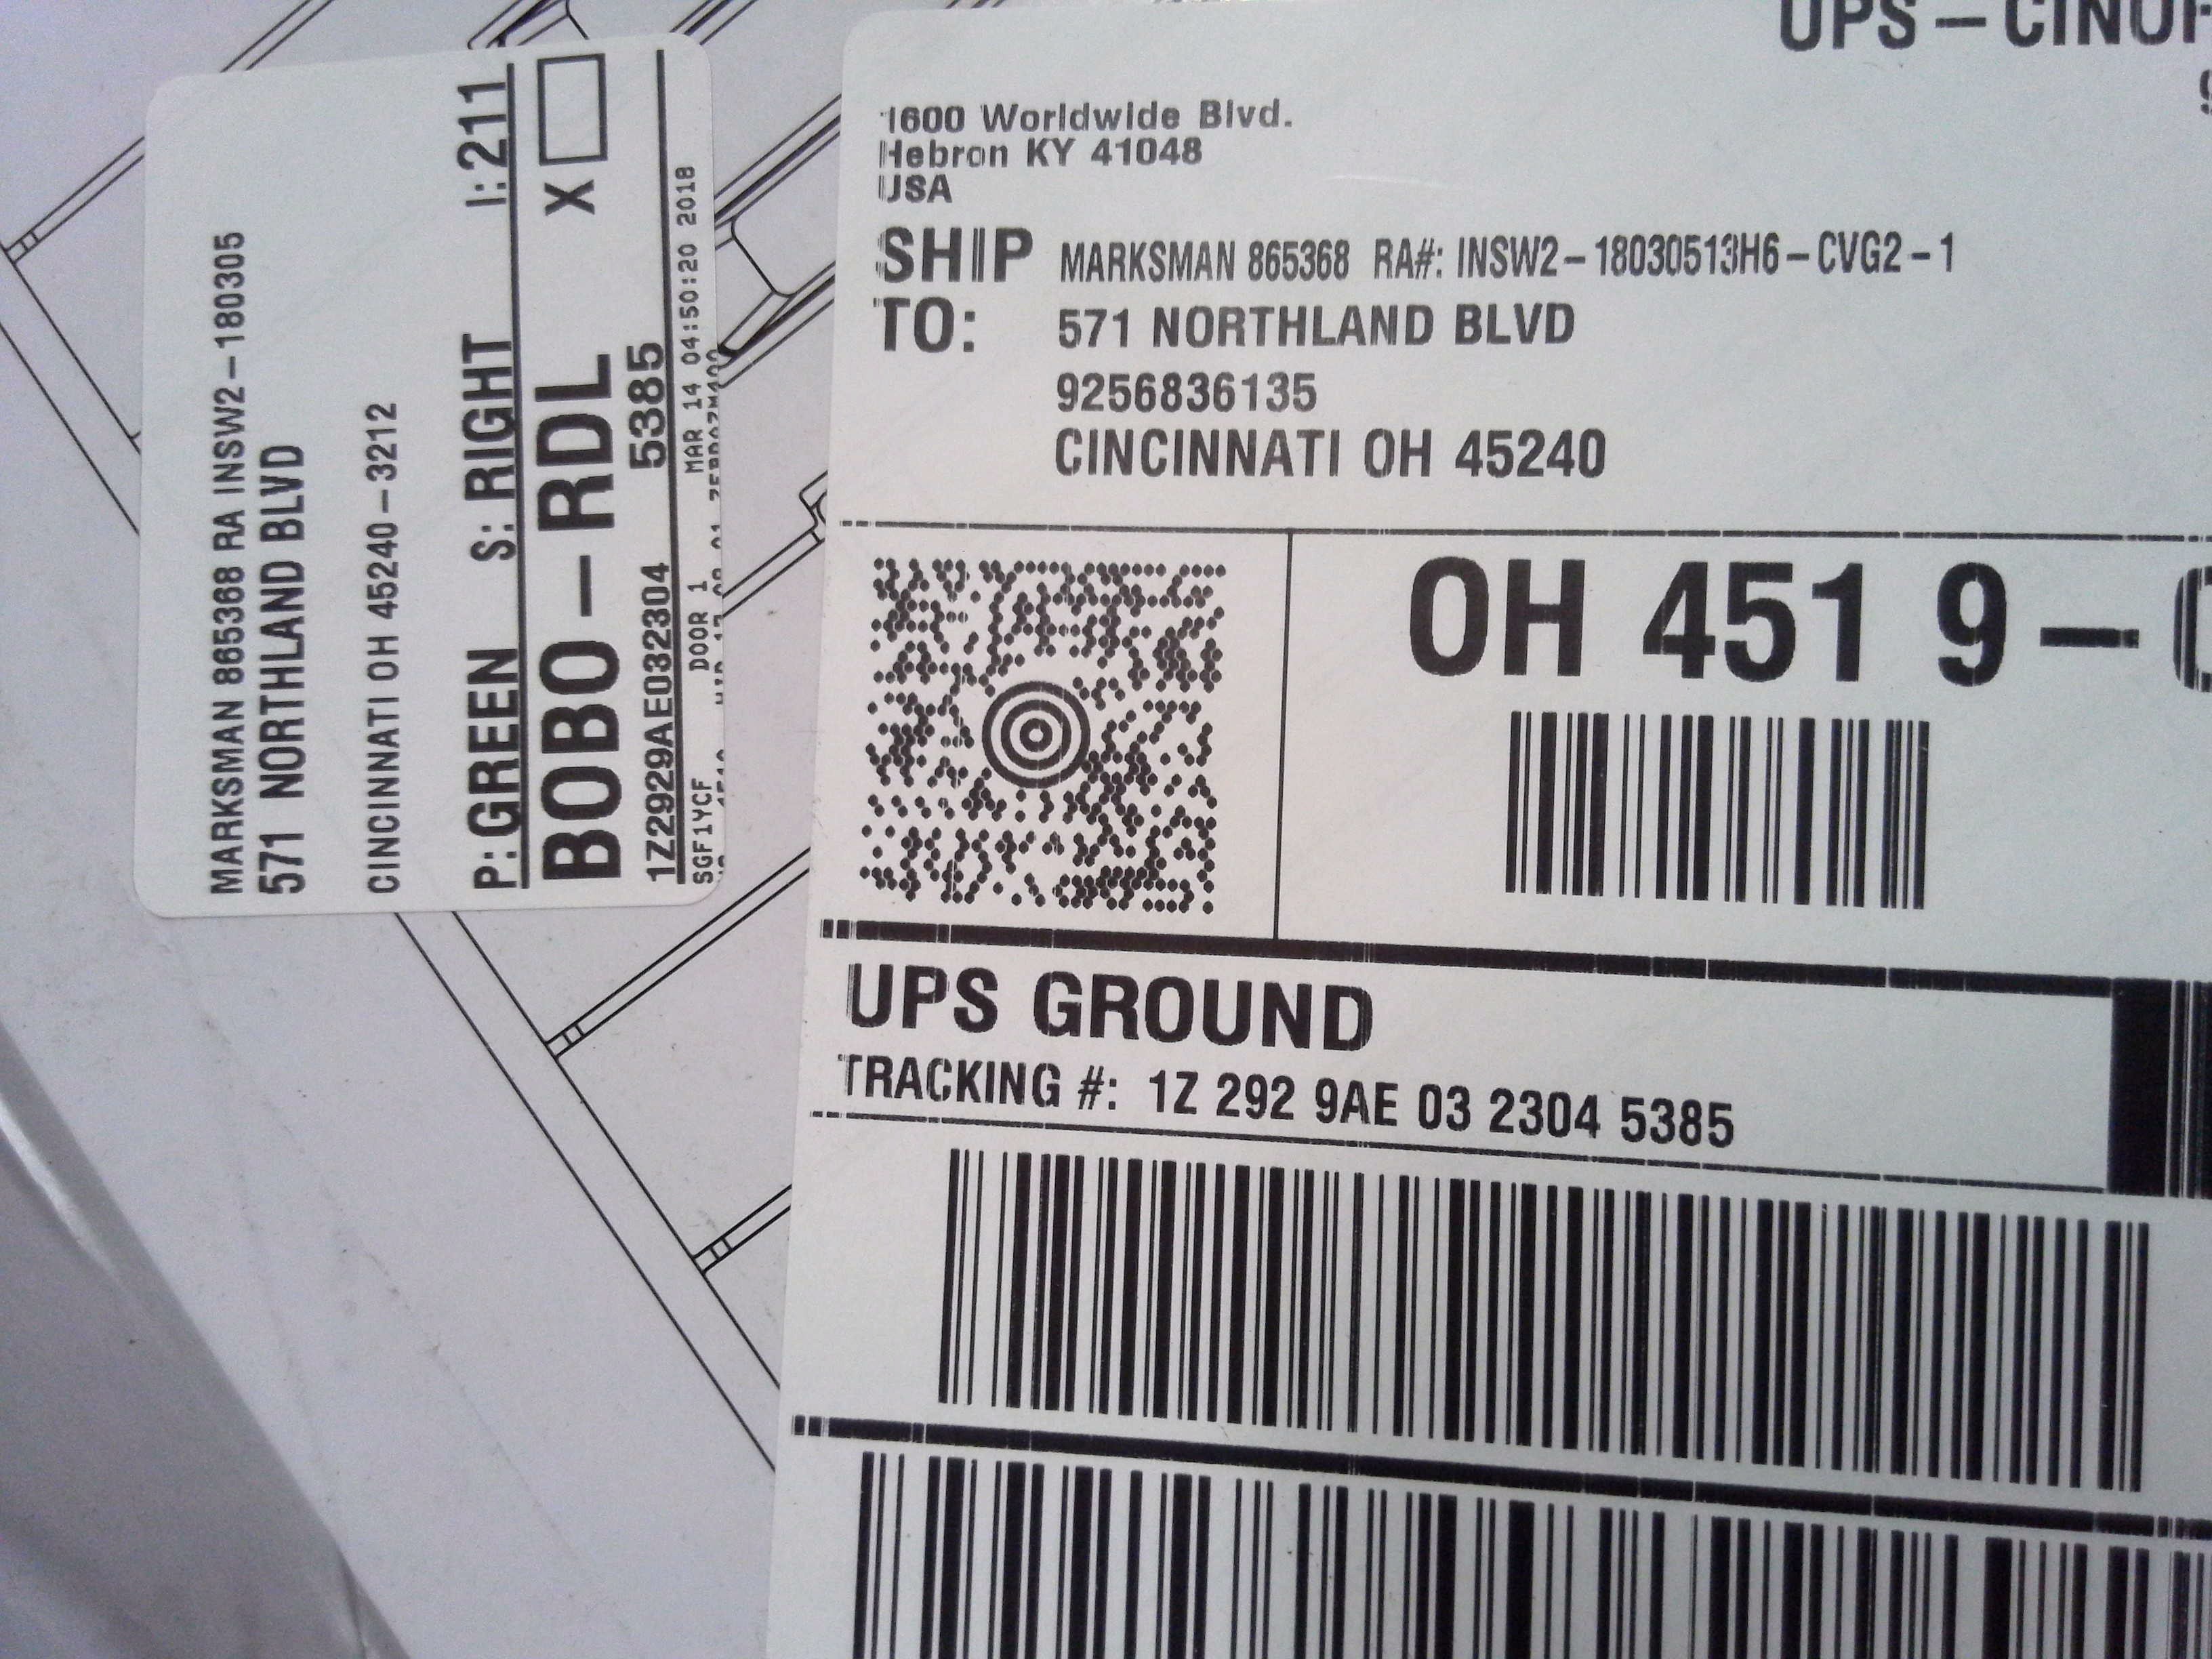 MARKSMAN 865368 RA INSW2-180305
571 NORTHLAND BLVD
CINCINNATI OH 45240-3212
P: GREEN S: RIGHT I: 211
BOBO-RDL X
1Z2929AE032304 5385
SGF1YCF DOOR 1 MAR 14 04:50:20 2018
UPS -
1600 Worldwide Blvd.
Hebron KY 41048
USA
SHIP TO:
MARKSMAN 865368 RA#: INSW2-18030513H6-CVG2-1
571 NORTHLAND BLVD
9256836135
CINCINNATI OH 45240
OH 451 9-
UPS GROUND
TRACKING #: 1Z 292 9AE 03 2304 5385